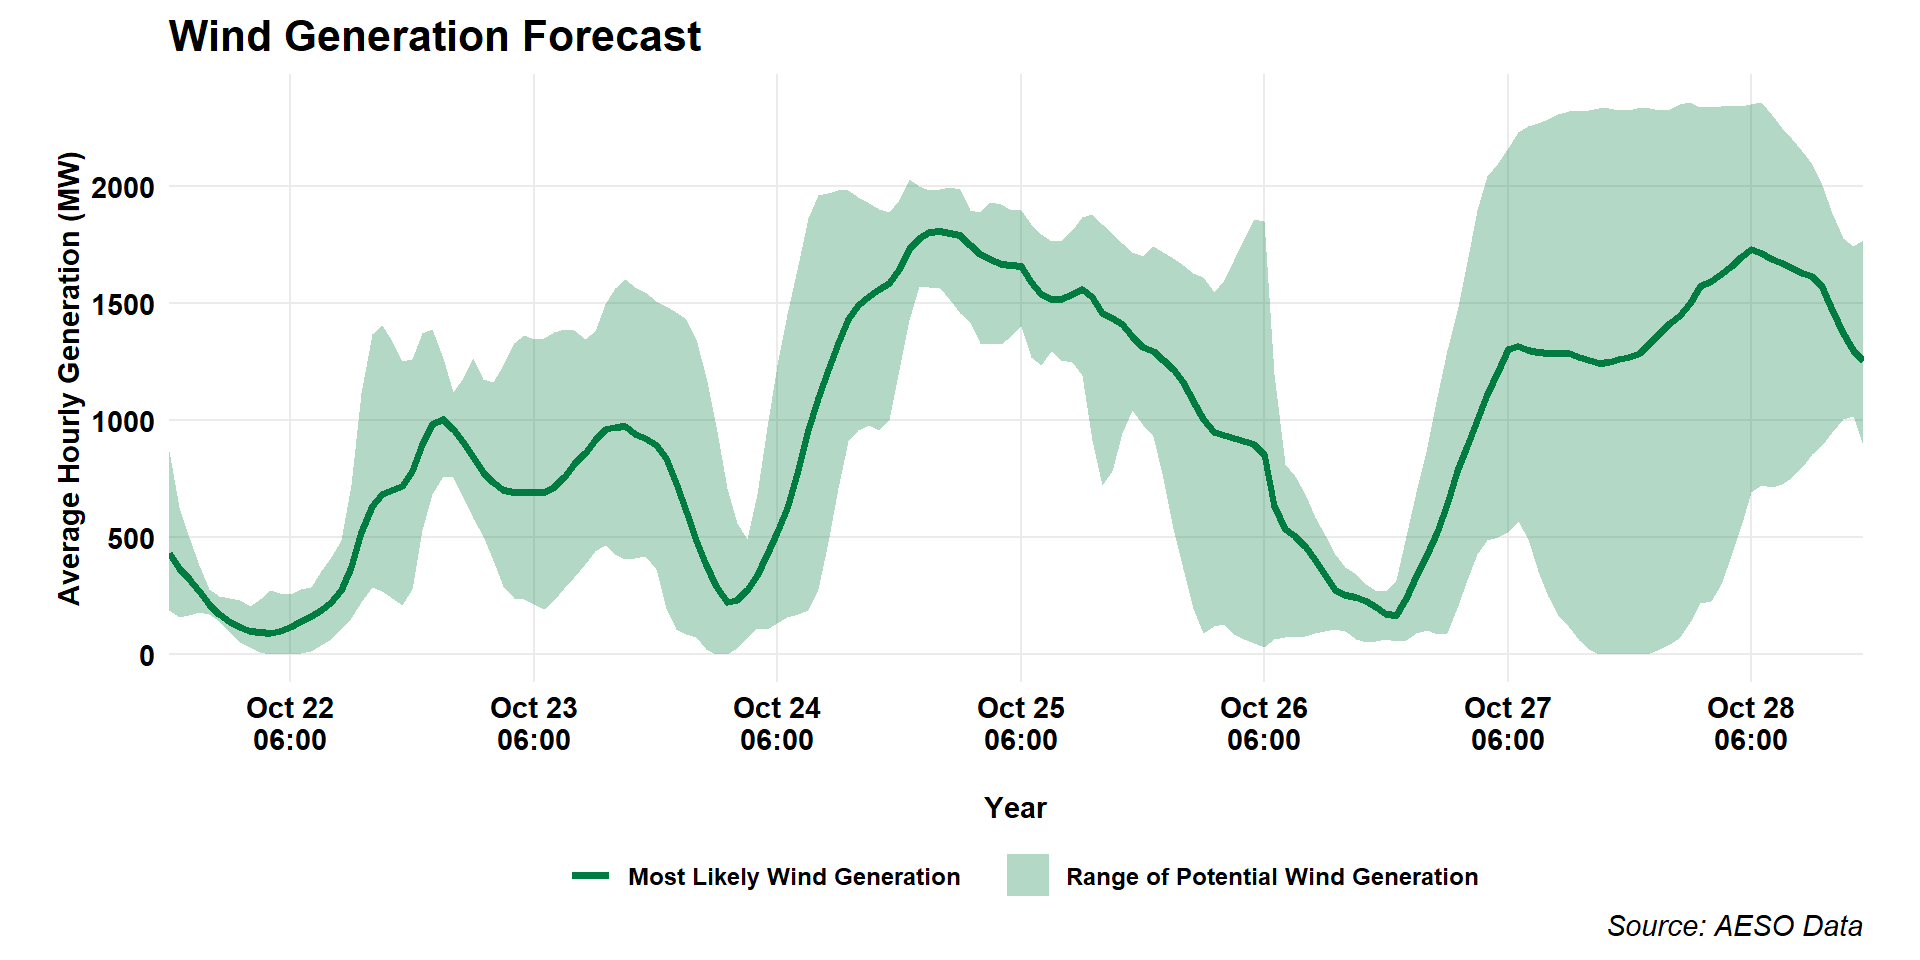 Wind Generation Forecast
Average Hourly Generation (MW)
2000
1500
1000
500
0
Oct 22 Oct 23 Oct 24 Oct 25 Oct 26 Oct 27 Oct 28
06:00 06:00 06:00 06:00 06:00 06:00 06:00
Year
Most Likely Wind Generation Range of Potential Wind Generation
Source: AESO Data